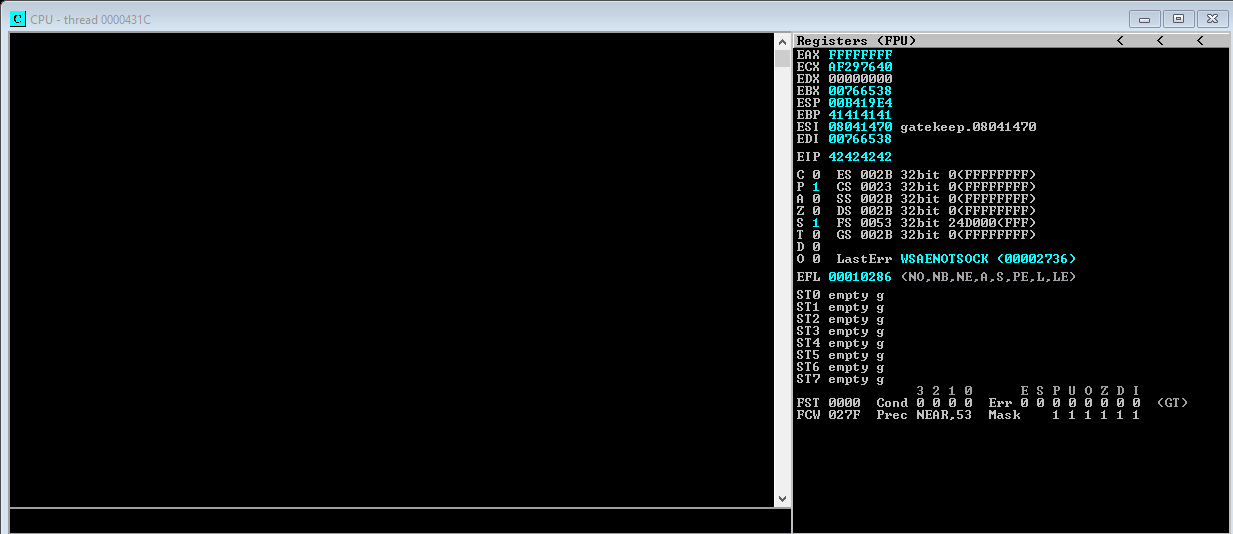 C CPU - thread 0000431C
Registers (FPU) < < <
EAX FFFFFFFF
ECX AF297640
EDX 00000000
EBX 00766538
ESP 00B419E4
EBP 41414141
ESI 08041470 gatekeep.08041470
EDI 00766538
EIP 42424242
C 0 ES 002B 32bit 0(FFFFFFFF)
P 1 CS 0023 32bit 0(FFFFFFFF)
A 0 SS 002B 32bit 0(FFFFFFFF)
Z 0 DS 002B 32bit 0(FFFFFFFF)
S 1 FS 0053 32bit 24D000(FFF)
T 0 GS 002B 32bit 0(FFFFFFFF)
D 0
O 0 LastErr WSAENOTSOCK (00002736)
EFL 00010286 (NO,NB,NE,A,S,PE,L,LE)
ST0 empty g
ST1 empty g
ST2 empty g
ST3 empty g
ST4 empty g
ST5 empty g
ST6 empty g
ST7 empty g
3 2 1 0 E S P U O Z D I
FST 0000 Cond 0 0 0 0 Err 0 0 0 0 0 0 0 0 (GT)
FCW 027F Prec NEAR,53 Mask 1 1 1 1 1 1